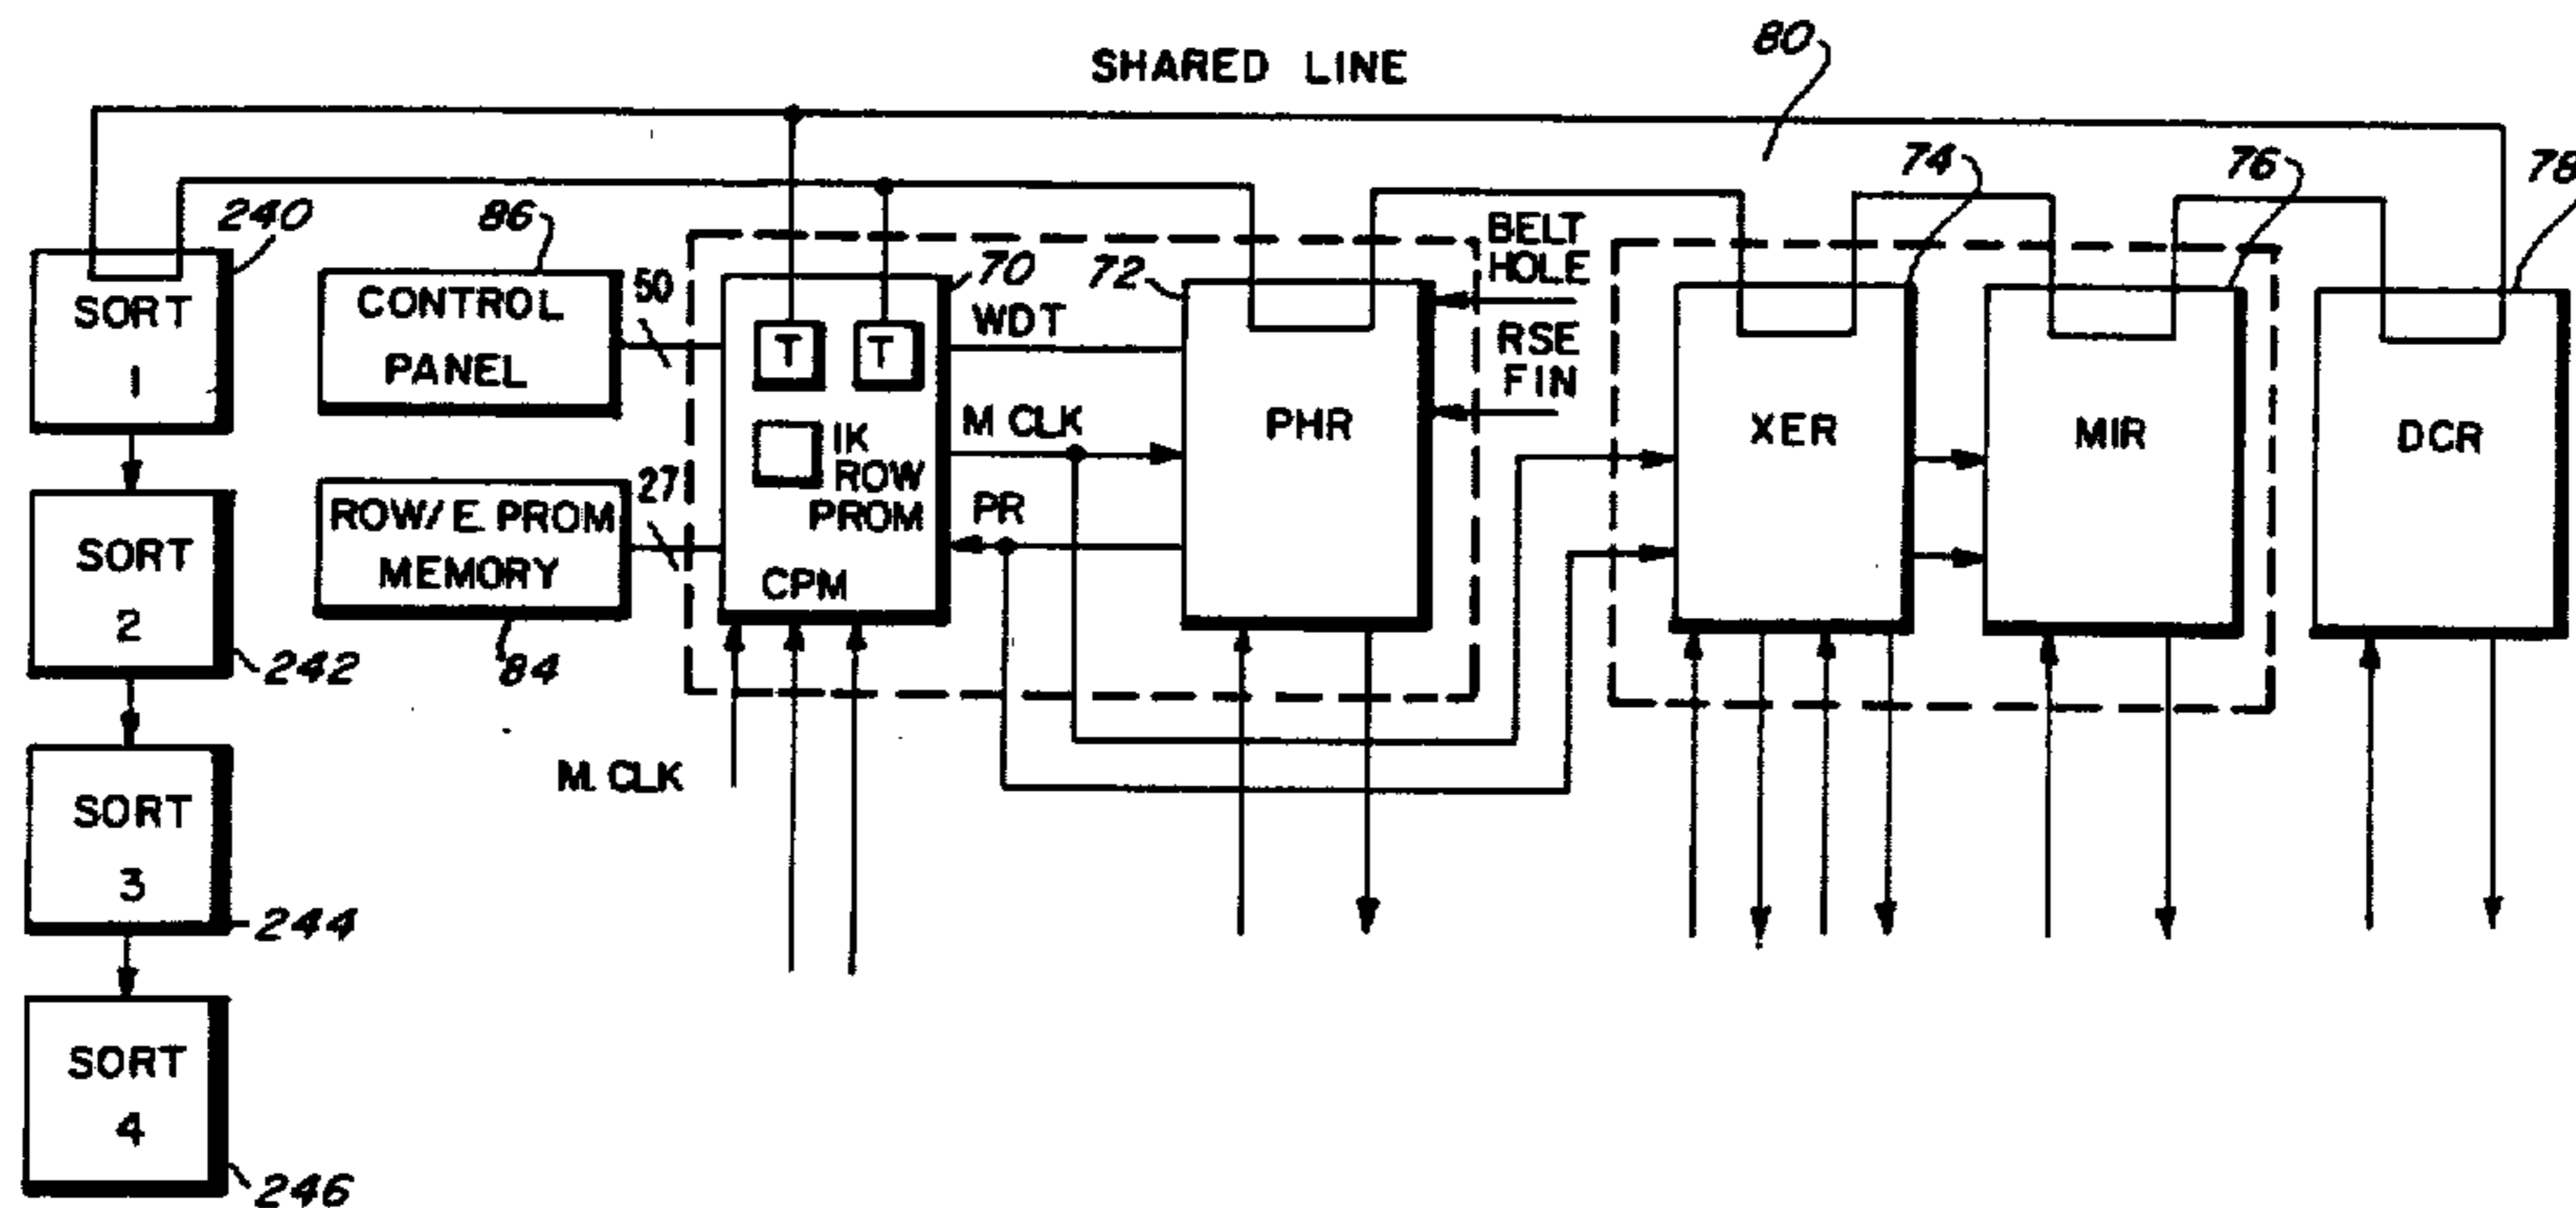 SHARED LINE
80
74
76
78
240
86
50
70
72
BELT
HOLE
SORT
1
CONTROL
PANEL
T
T
WDT
RSE
FIN
M CLK
PHR
XER
MIR
DCR
IK
ROW
PROM
CPM
PR
27
ROW/E PROM
MEMORY
84
SORT
2
242
M. CLK
SORT
3
244
SORT
4
246